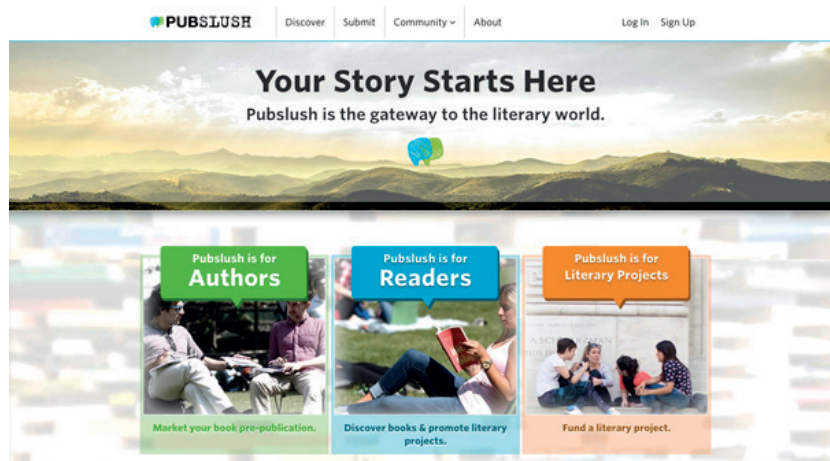 PUBSLUSH
Discover
Submit
Community
About
Log In
Sign Up
Your Story Starts Here
Pubslush is the gateway to the literary world.
Pubslush is for
Authors
Market your book pre-publication.
Pubslush is for
Readers
Discover books & promote literary
projects.
Pubslush is for
Literary Projects
Fund a literary project.